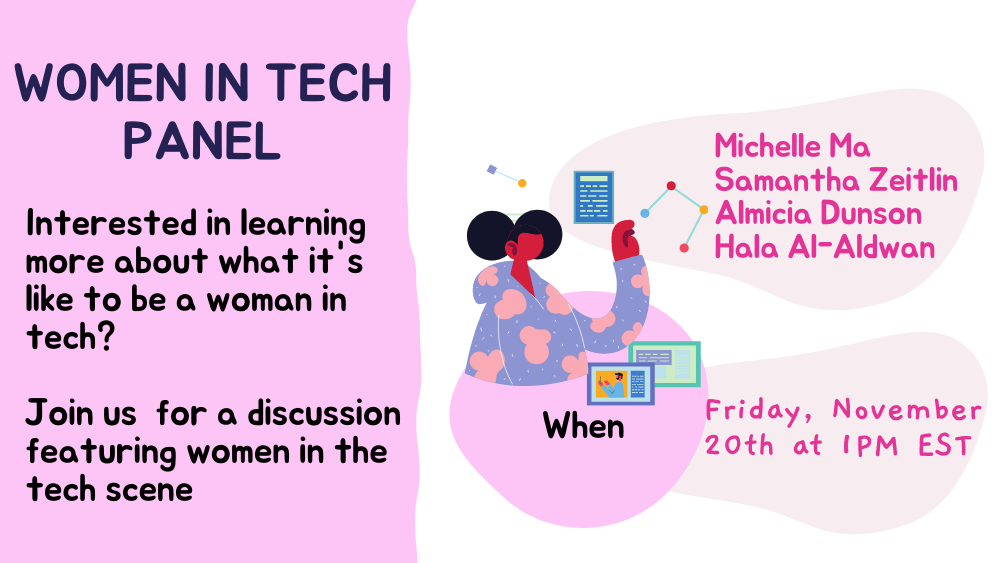 WOMEN IN TECH
PANEL
Interested in learning
more about what it's
like to be a woman in
tech?
Join us for a discussion
featuring women in the
tech scene
Michelle Ma
Samantha Zeitlin
Almicia Dunson
Hala Al-Aldwan
When
Friday, November
20th at 1PM EST